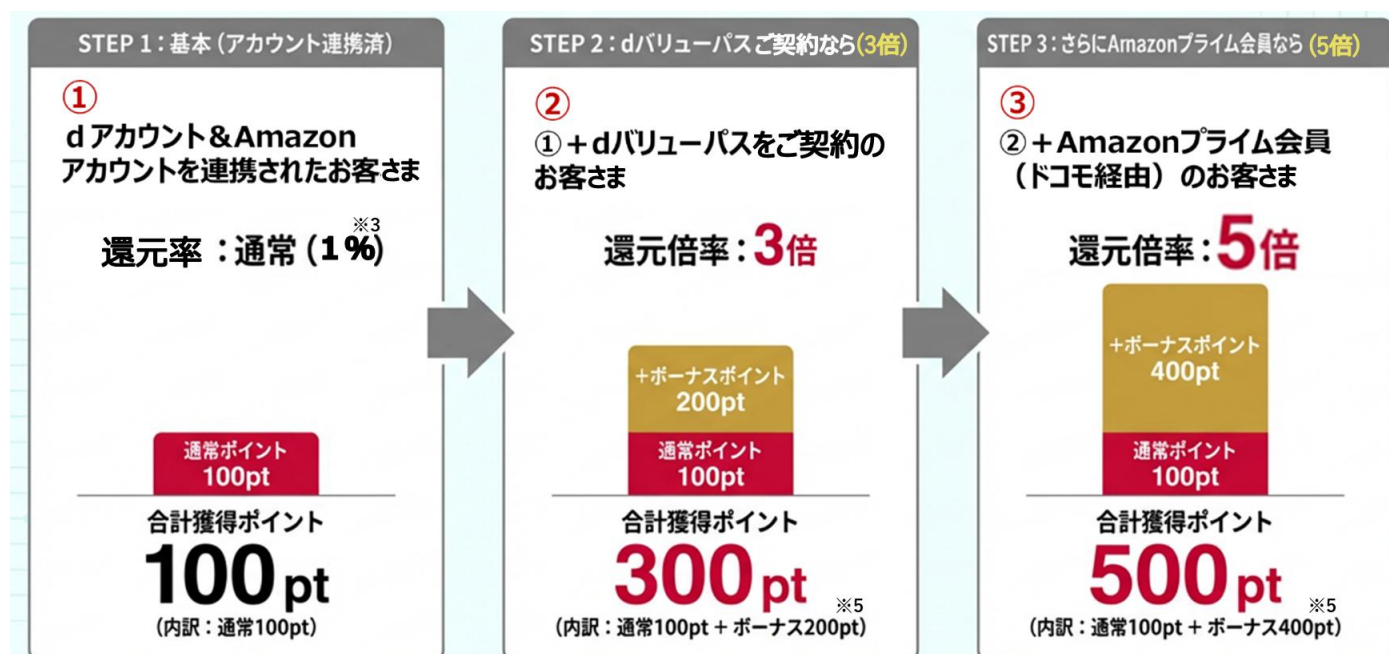 STEP 1：基本（アカウント連携済）
①
dアカウント&Amazon
アカウントを連携されたお客さま
還元率：通常（1%）※3
通常ポイント
100pt
合計獲得ポイント
100pt
（内訳：通常100pt）
STEP 2：dバリューパスご契約なら(3倍)
②
①＋dバリューパスをご契約の
お客さま
還元倍率：3倍
＋ボーナスポイント
200pt
通常ポイント
100pt
合計獲得ポイント
300pt
※5
（内訳：通常100pt + ボーナス200pt）
STEP 3：さらにAmazonプライム会員なら (5倍)
③
②＋Amazonプライム会員
（ドコモ経由）のお客さま
還元倍率：5倍
＋ボーナスポイント
400pt
通常ポイント
100pt
合計獲得ポイント
500pt
※5
（内訳：通常100pt + ボーナス400pt）